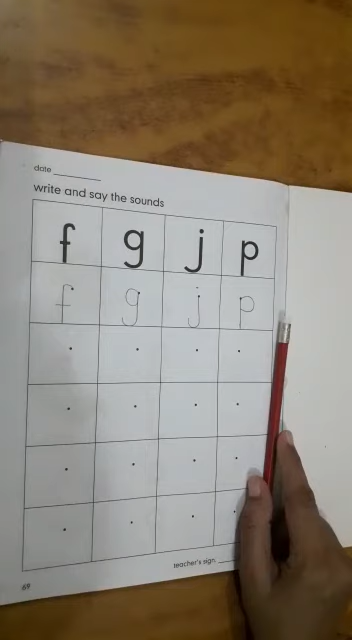 date
write and say the sounds
f g j p
f g j p
teacher's sign.
69